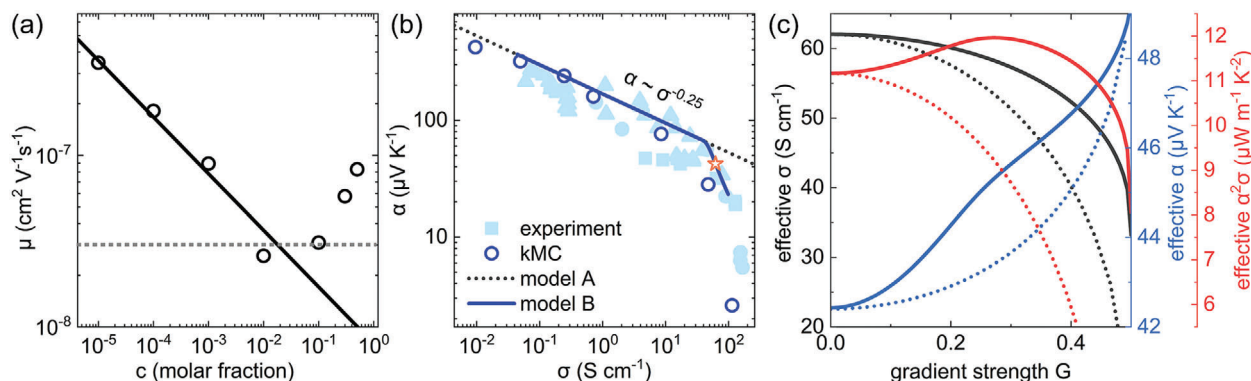 (a)
10⁻⁷
10⁻⁸
μ (cm² V⁻¹s⁻¹)
10⁻⁵ 10⁻⁴ 10⁻³ 10⁻² 10⁻¹ 10⁰
c (molar fraction)
(b)
100
10
α (μV K⁻¹)
α ~ σ⁻⁰·²⁵
experiment
kMC
model A
model B
10⁻² 10⁻¹ 10⁰ 10¹ 10²
σ (S cm⁻¹)
(c)
60
50
40
30
20
effective σ (S cm⁻¹)
0.0 0.2 0.4
gradient strength G
48
46
44
42
effective α (μV K⁻¹)
12
11
10
9
8
7
6
effective α²σ (μW m⁻¹ K⁻²)